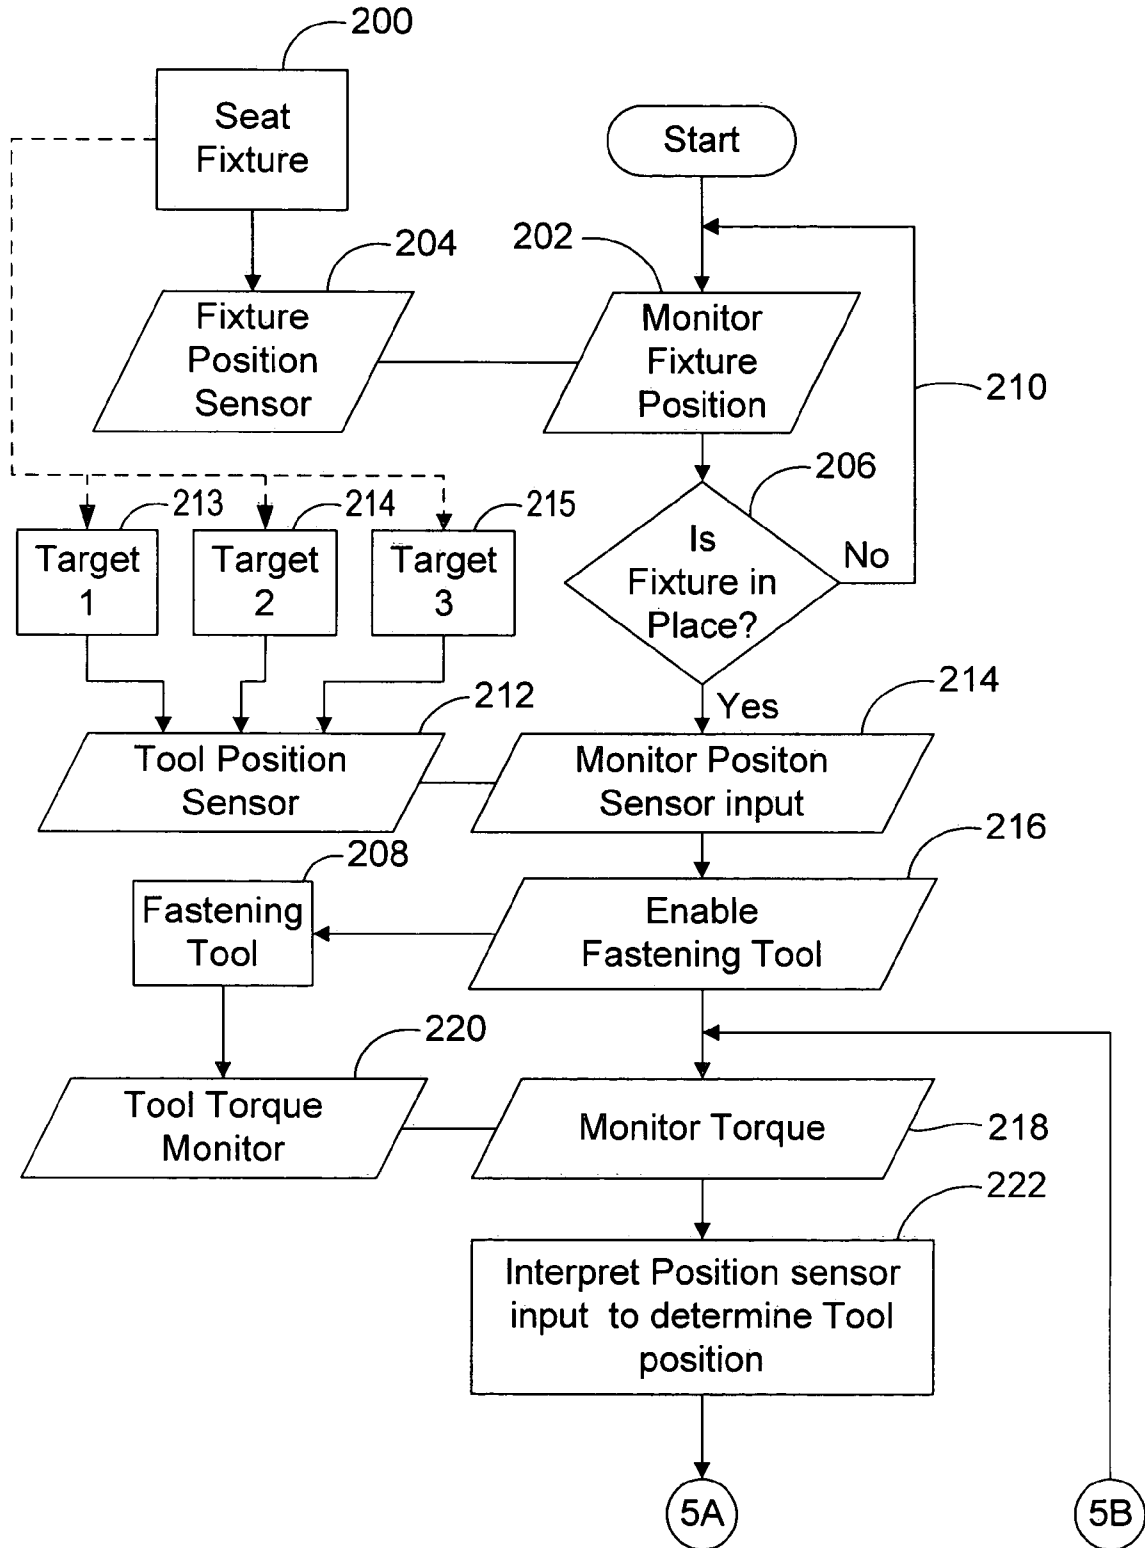 200
Seat
Fixture
Start
204
202
Fixture
Position
Sensor
Monitor
Fixture
Position
210
206
213
214
215
Target
1
Target
2
Target
3
Is
Fixture in
Place?
No
Yes
212
214
Tool Position
Sensor
Monitor Positon
Sensor input
208
216
Fastening
Tool
Enable
Fastening Tool
220
Tool Torque
Monitor
Monitor Torque
218
222
Interpret Position sensor
input to determine Tool
position
5A
5B